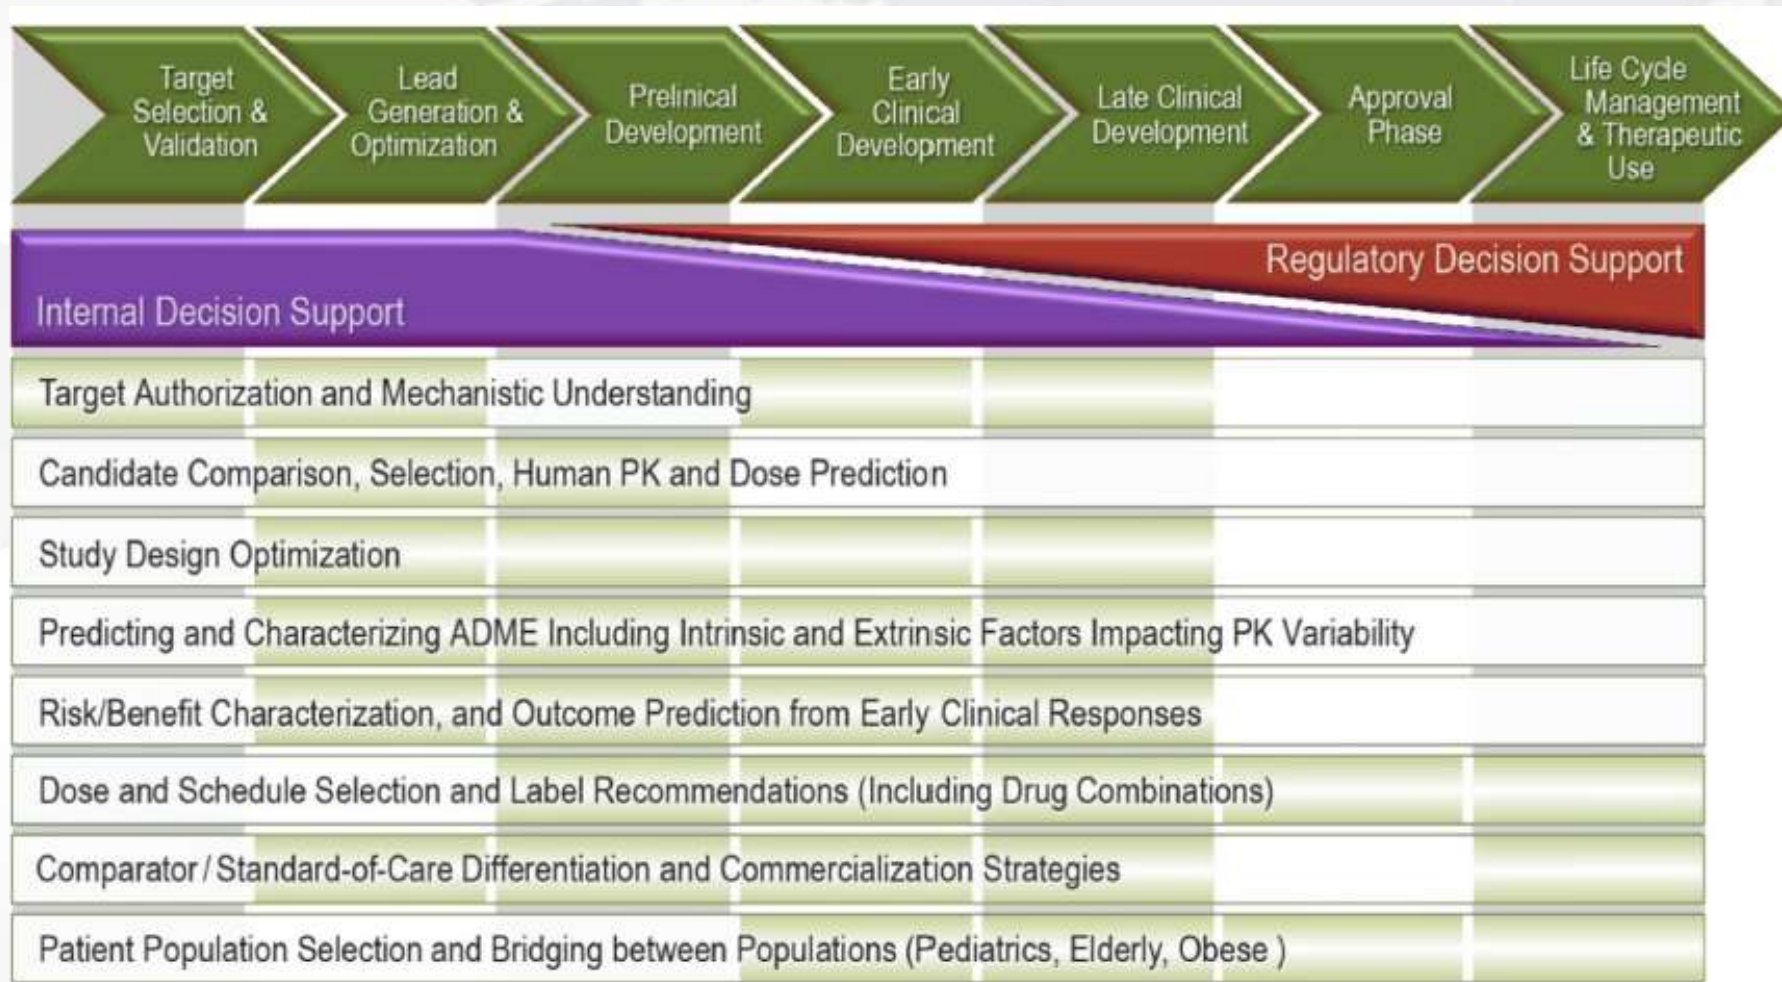 Target
Selection &
Validation
Lead
Generation &
Optimization
Prelinical
Development
Early
Clinical
Development
Late Clinical
Development
Approval
Phase
Life Cycle
Management
& Therapeutic
Use
Regulatory Decision Support
Internal Decision Support
Target Authorization and Mechanistic Understanding
Candidate Comparison, Selection, Human PK and Dose Prediction
Study Design Optimization
Predicting and Characterizing ADME Including Intrinsic and Extrinsic Factors Impacting PK Variability
Risk/Benefit Characterization, and Outcome Prediction from Early Clinical Responses
Dose and Schedule Selection and Label Recommendations (Including Drug Combinations)
Comparator / Standard-of-Care Differentiation and Commercialization Strategies
Patient Population Selection and Bridging between Populations (Pediatrics, Elderly, Obese )